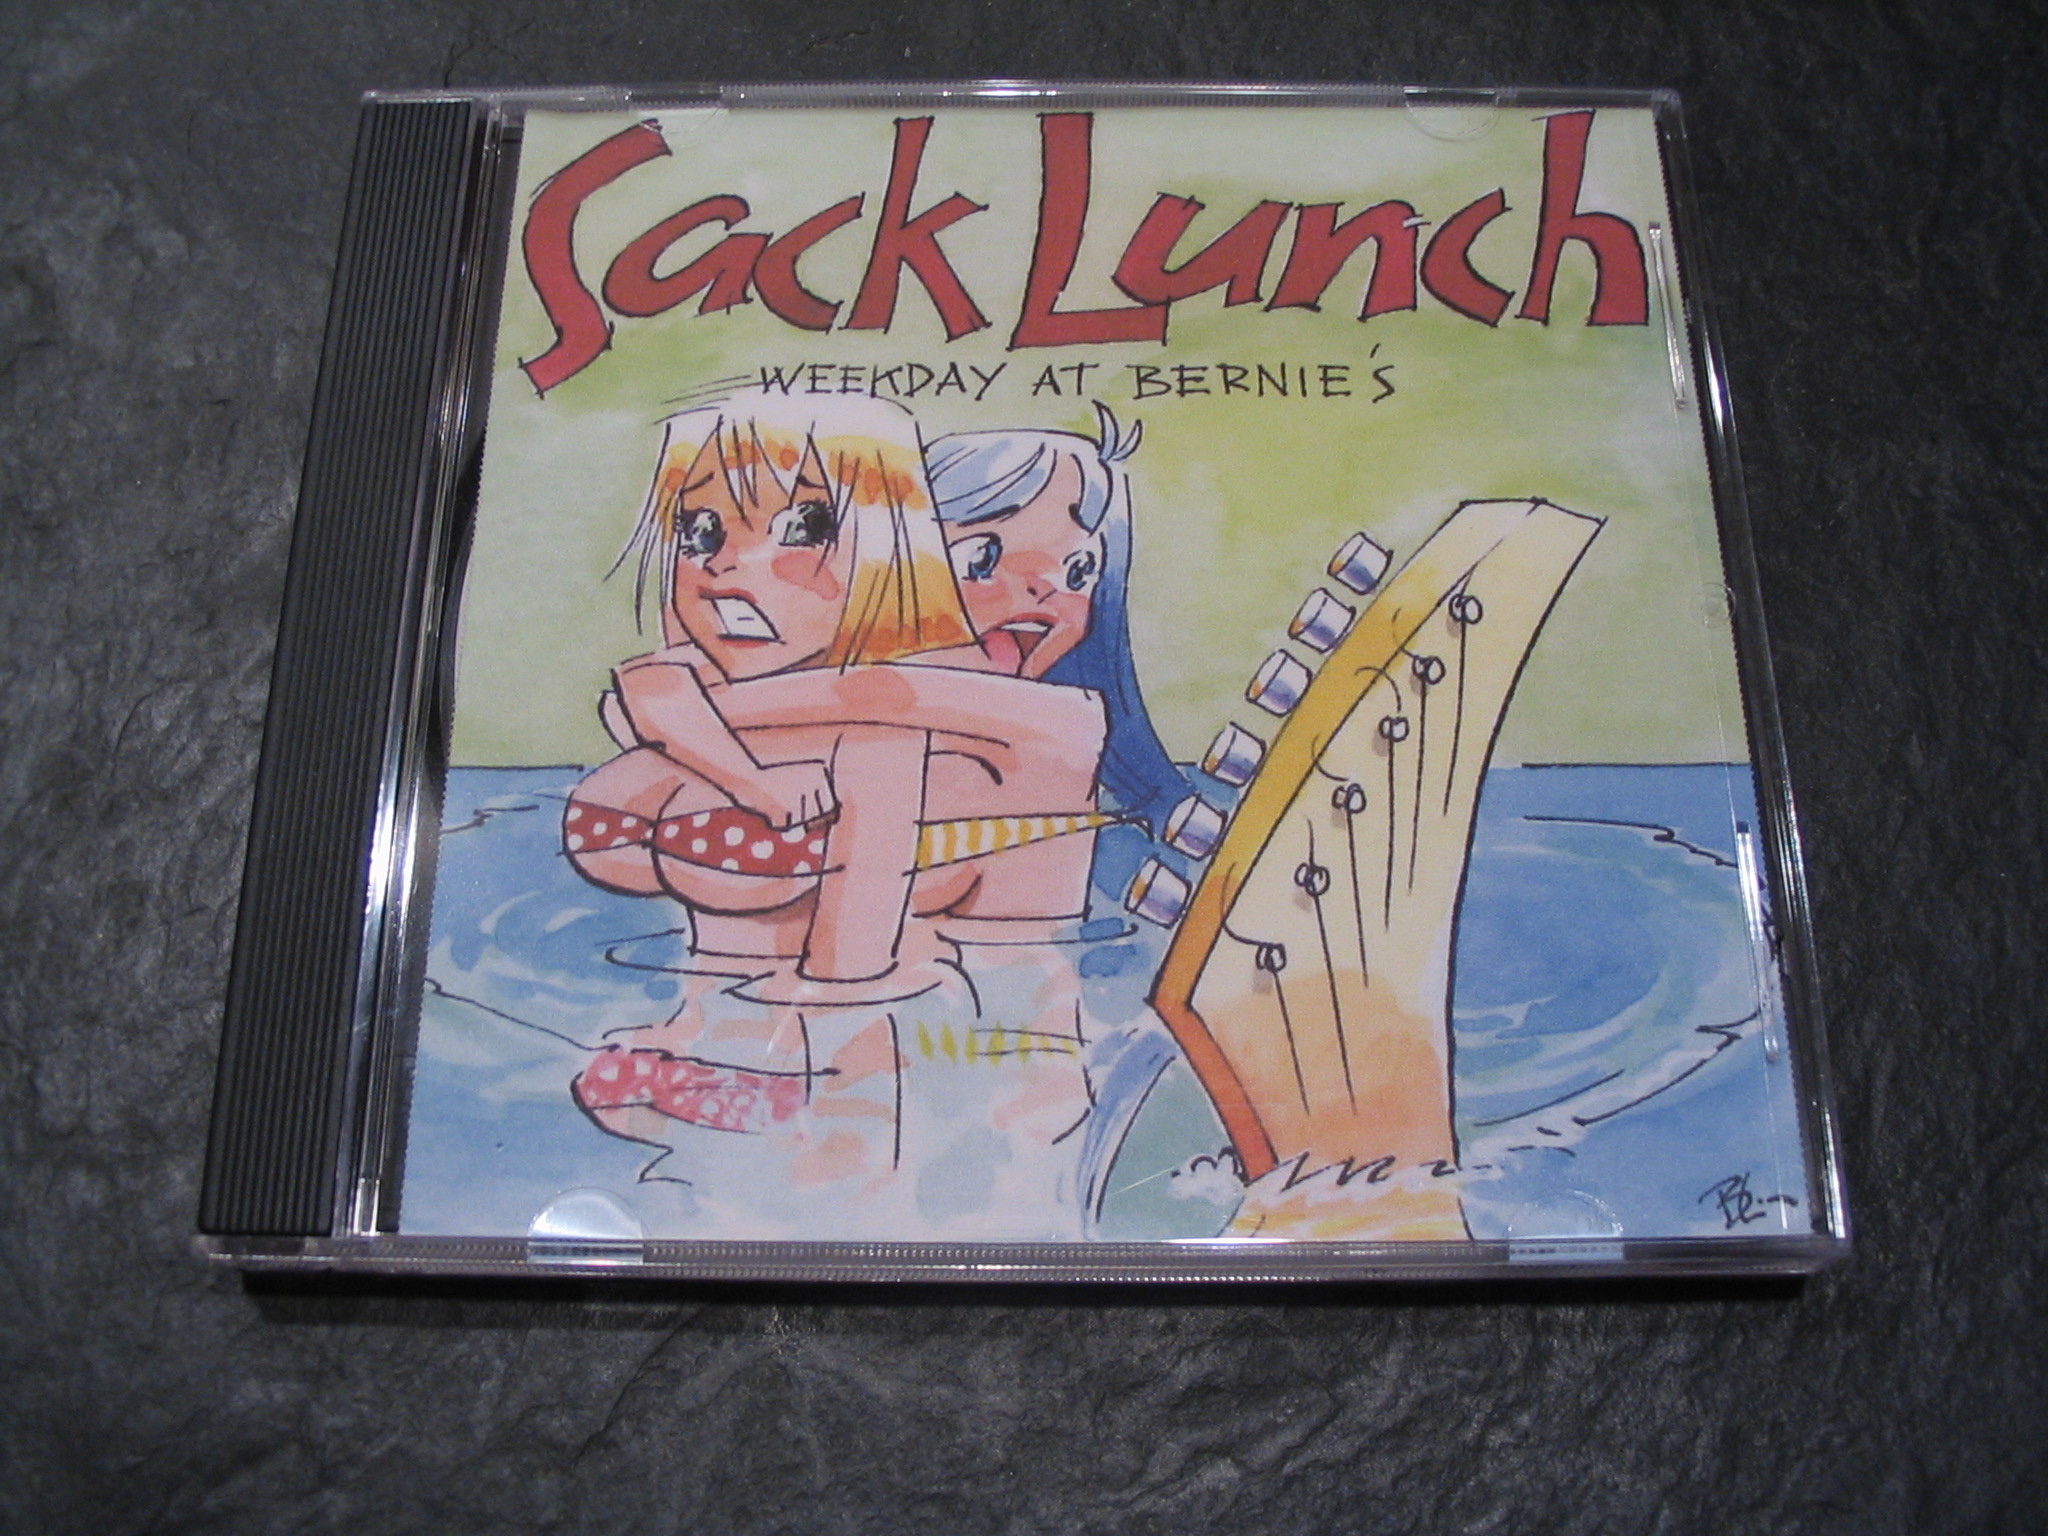 Sack Lunch
WEEKDAY AT BERNIE'S